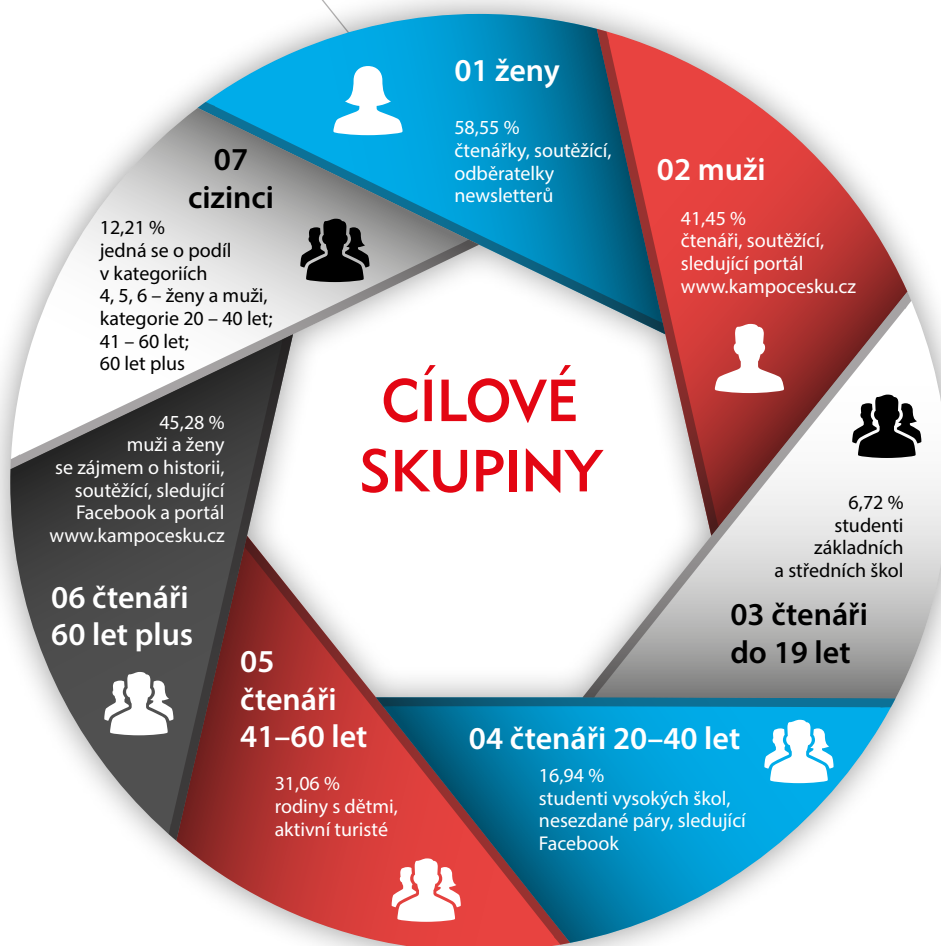 CÍLOVÉ
SKUPINY
01 ženy
58,55 %
čtenářky, soutěžící,
odběratelky
newsletterů
02 muži
41,45 %
čtenáři, soutěžící,
sledující portál
www.kampocesku.cz
6,72 %
studenti
základních
a středních škol
03 čtenáři
do 19 let
04 čtenáři 20–40 let
16,94 %
studenti vysokých škol,
nesezdané páry, sledující
Facebook
05
čtenáři
41–60 let
31,06 %
rodiny s dětmi,
aktivní turisté
45,28 %
muži a ženy
se zájmem o historii,
soutěžící, sledující
Facebook a portál
www.kampocesku.cz
06 čtenáři
60 let plus
07
cizinci
12,21 %
jedná se o podíl
v kategoriích
4, 5, 6 – ženy a muži,
kategorie 20 – 40 let;
41 – 60 let;
60 let plus